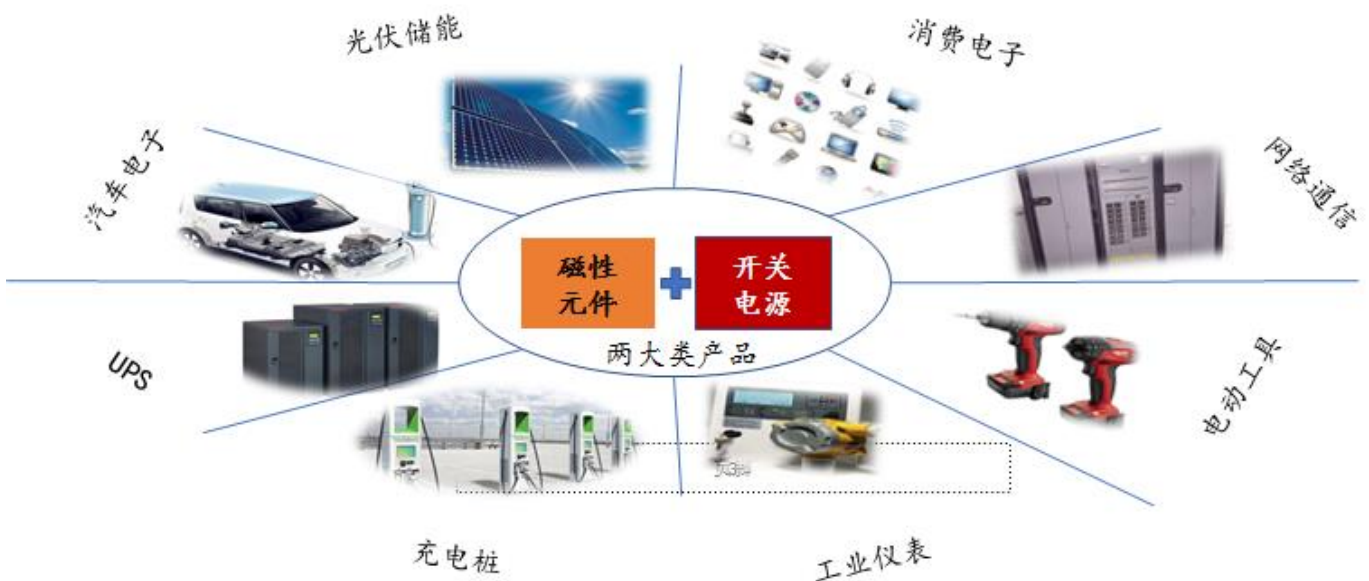 光伏储能
消费电子
汽车电子
网络通信
磁性
元件
开关
电源
两大类产品
UPS
电动工具
充电桩
工业仪表